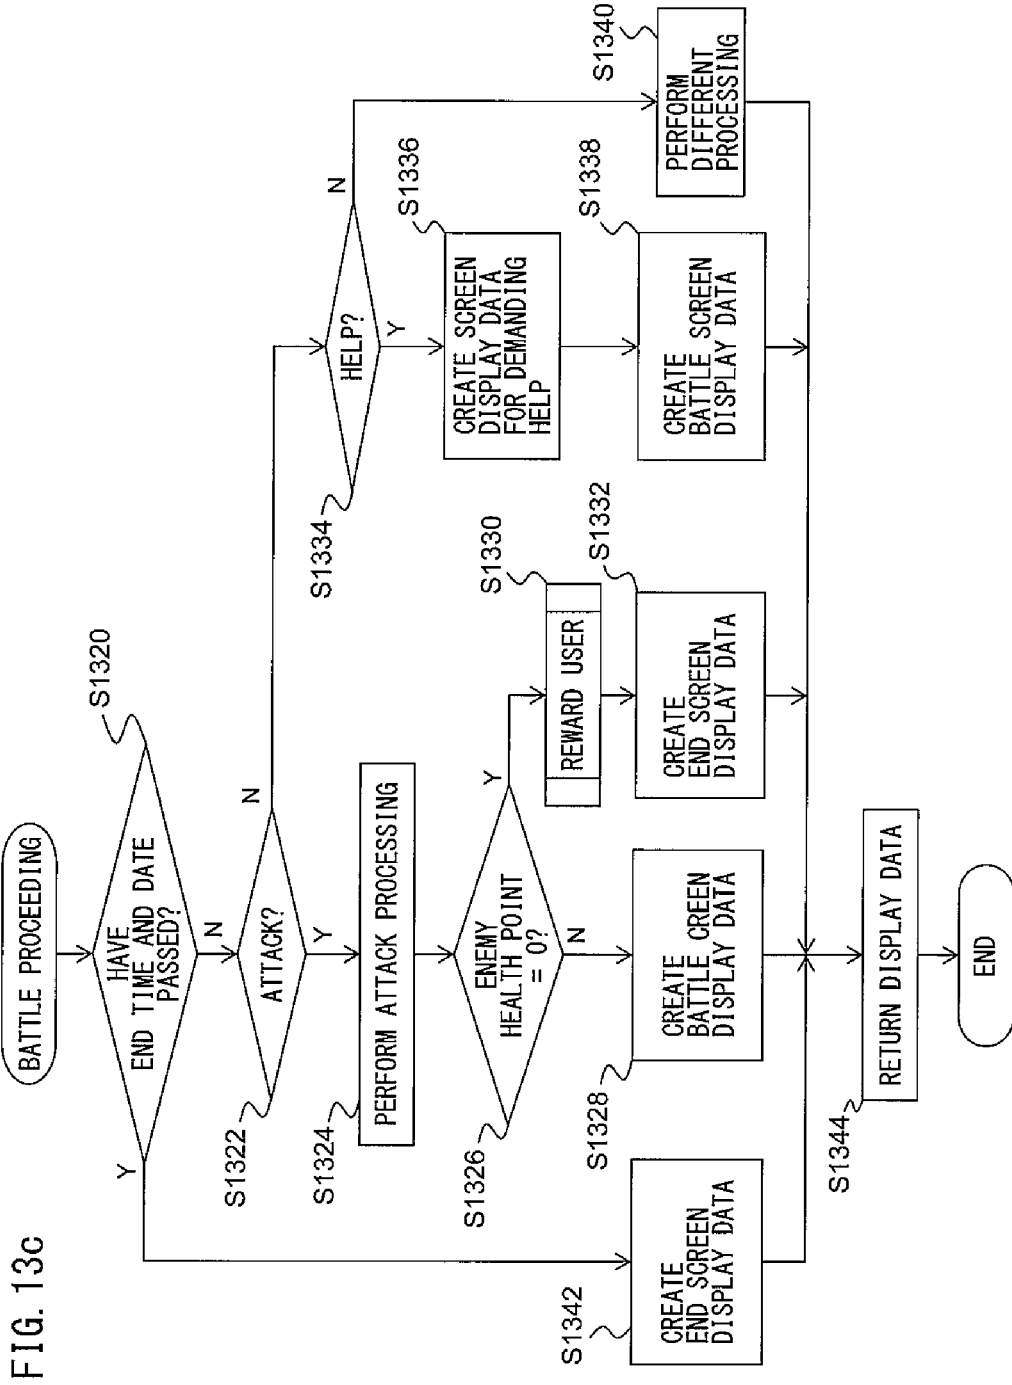 FIG. 13c
BATTLE PROCEEDING
HAVE
END TIME AND DATE
PASSED?
S1320
Y
N
ATTACK?
S1322
N
Y
PERFORM ATTACK PROCESSING
S1324
ENEMY
HEALTH POINT
= 0?
S1326
Y
N
CREATE
BATTLE CREEN
DISPLAY DATA
S1328
REWARD USER
S1330
CREATE
END SCREEN
DISPLAY DATA
S1332
HELP?
S1334
N
Y
CREATE SCREEN
DISPLAY DATA
FOR DEMANDING
HELP
S1336
CREATE
BATTLE SCREEN
DISPLAY DATA
S1338
PERFORM
DIFFERENT
PROCESSING
S1340
CREATE
END SCREEN
DISPLAY DATA
S1342
RETURN DISPLAY DATA
S1344
END